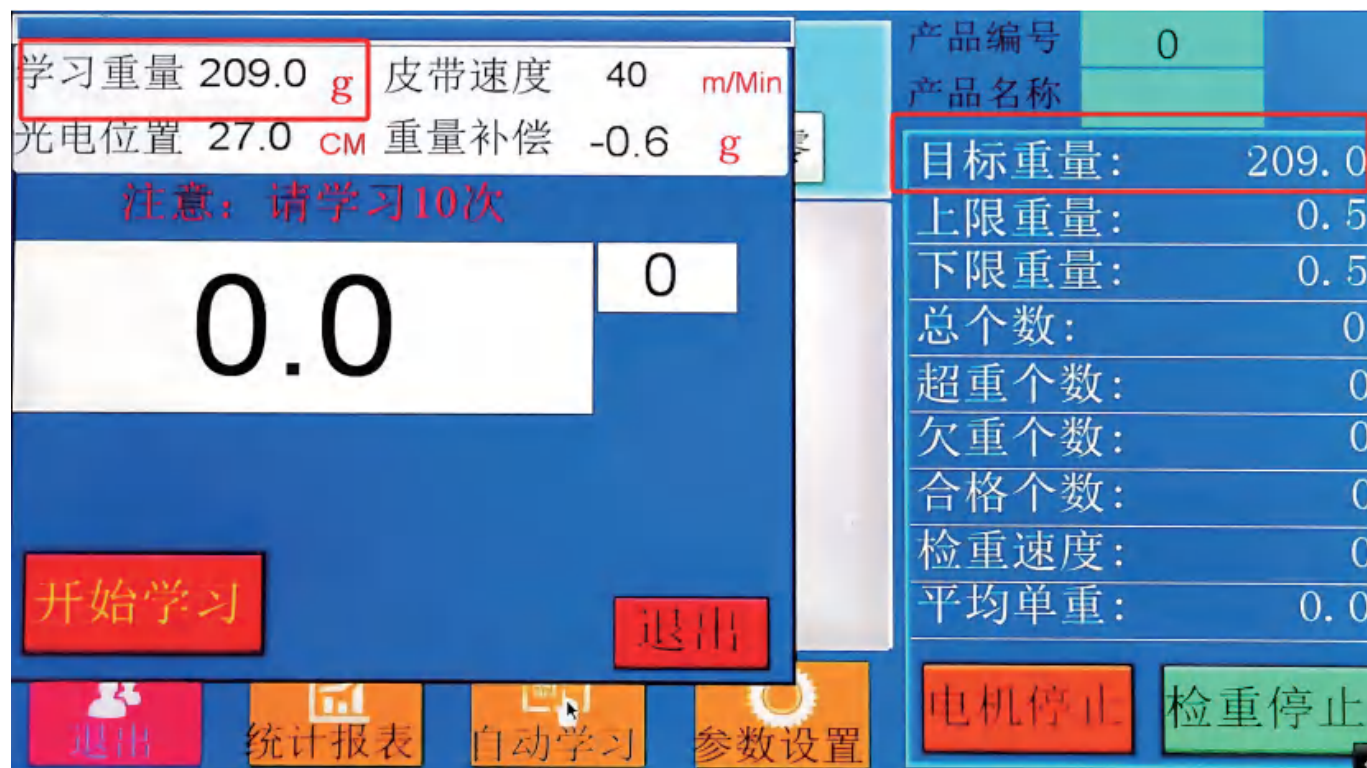 学习重量 209.0 g 皮带速度 40 m/Min
光电位置 27.0 CM 重量补偿 -0.6 g
注意：请学习10次
0.0
0
开始学习
退出
退出
统计报表
自动学习
参数设置
零
产品编号 0
产品名称
目标重量： 209.0
上限重量： 0.5
下限重量： 0.5
总个数： 0
超重个数： 0
欠重个数： 0
合格个数： 0
检重速度： 0
平均单重： 0.0
电机停止
检重停止